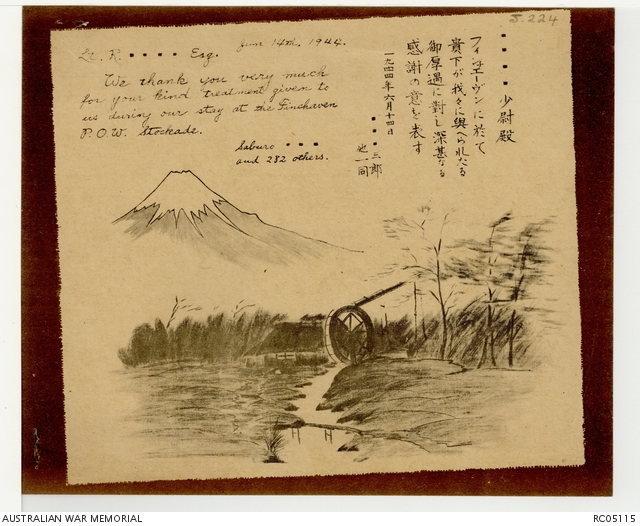 J.224
Lt. R. •••• Esq. June 14th, 1944.
We thank you very much
for your kind treatment given to
us during our stay at the Finchhaven
P.O.W. Stockade.
Saburo •••
and 282 others.
••••少尉殿
フィンヒエーヴンに於て
貴下が我々に與へられたる
御厚遇に對し深甚なる
感謝の意を表す
一九四四年六月十四日
•••三郎
他一同
AUSTRALIAN WAR MEMORIAL
RC05115